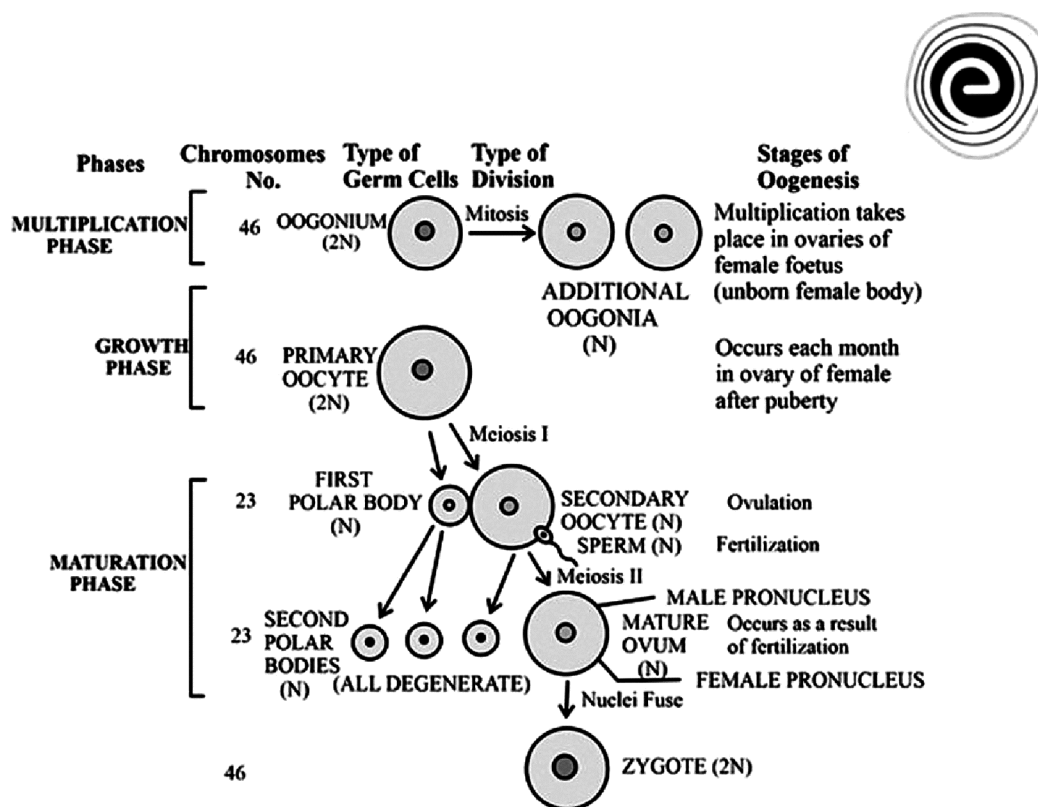 Phases
Chromosomes
No.
Type of
Germ Cells
Type of
Division
Stages of
Oogenesis
MULTIPLICATION
PHASE
46
OOGONIUM
(2N)
Mitosis
ADDITIONAL
OOGONIA
(N)
Multiplication takes
place in ovaries of
female foetus
(unborn female body)
GROWTH
PHASE
46
PRIMARY
OOCYTE
(2N)
Occurs each month
in ovary of female
after puberty
Meiosis I
MATURATION
PHASE
23
FIRST
POLAR BODY
(N)
SECONDARY
OOCYTE (N)
SPERM (N)
Ovulation
Fertilization
Meiosis II
23
SECOND
POLAR
BODIES
(N)
(ALL DEGENERATE)
MALE PRONUCLEUS
MATURE
OVUM
(N)
Occurs as a result
of fertilization
FEMALE PRONUCLEUS
Nuclei Fuse
46
ZYGOTE (2N)
e